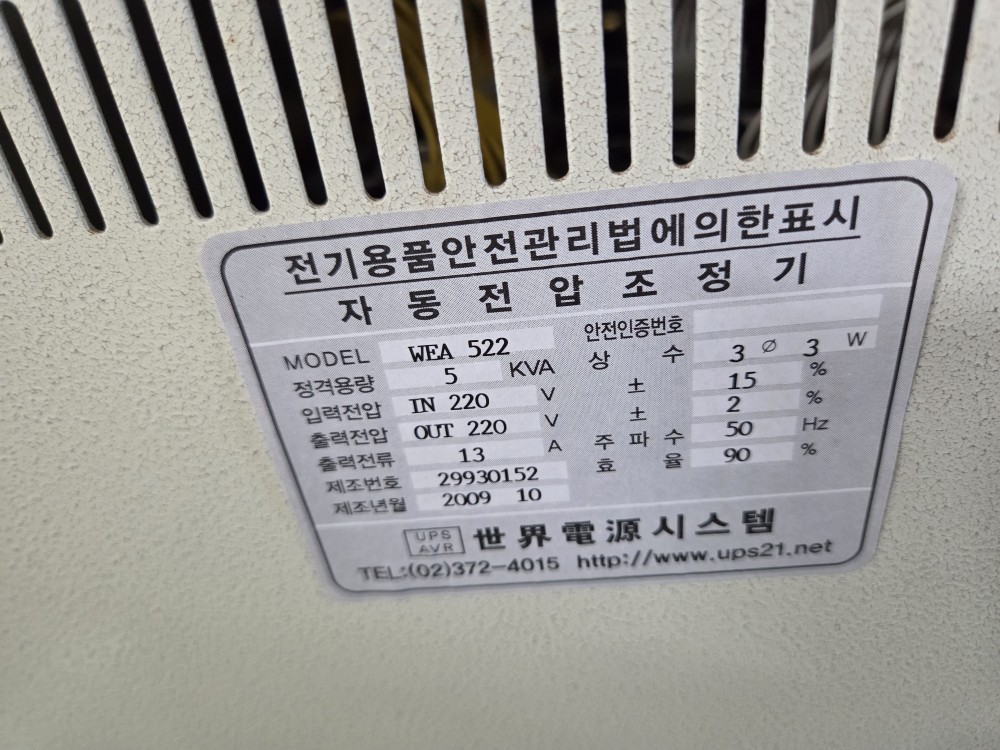 전기용품안전관리법에의한표시
자동전압조정기
MODEL WEA 522 안전인증번호
정격용량 5 KVA 상수 3 Ø 3 W
입력전압 IN 220 V ± 15 %
출력전압 OUT 220 V ± 2 %
출력전류 13 A 주파수 50 Hz
제조번호 29930152 효율 90 %
제조년월 2009 10
UPS AVR 世界電源시스템
TEL:(02)372-4015 http://www.ups21.net